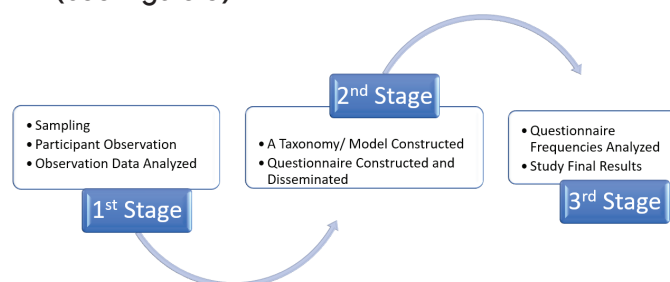 • Sampling
• Participant Observation
• Observation Data Analyzed
1st Stage
2nd Stage
• A Taxonomy/ Model Constructed
• Questionnaire Constructed and
Disseminated
• Questionnaire
Frequencies Analyzed
• Study Final Results
3rd Stage